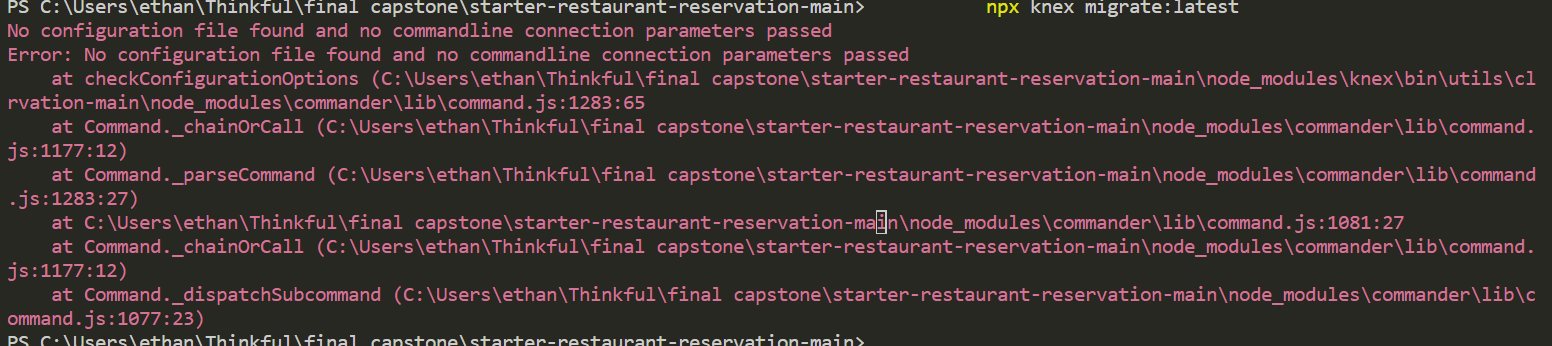 PS C:\Users\ethan\Thinkful\final capstone\starter-restaurant-reservation-main>          npx knex migrate:latest
No configuration file found and no commandline connection parameters passed
Error: No configuration file found and no commandline connection parameters passed
    at checkConfigurationOptions (C:\Users\ethan\Thinkful\final capstone\starter-restaurant-reservation-main\node_modules\knex\bin\utils\cl
rvation-main\node_modules\commander\lib\command.js:1283:65
    at Command._chainOrCall (C:\Users\ethan\Thinkful\final capstone\starter-restaurant-reservation-main\node_modules\commander\lib\command.
js:1177:12)
    at Command._parseCommand (C:\Users\ethan\Thinkful\final capstone\starter-restaurant-reservation-main\node_modules\commander\lib\command
.js:1283:27)
    at C:\Users\ethan\Thinkful\final capstone\starter-restaurant-reservation-main\node_modules\commander\lib\command.js:1081:27
    at Command._chainOrCall (C:\Users\ethan\Thinkful\final capstone\starter-restaurant-reservation-main\node_modules\commander\lib\command.
js:1177:12)
    at Command._dispatchSubcommand (C:\Users\ethan\Thinkful\final capstone\starter-restaurant-reservation-main\node_modules\commander\lib\c
ommand.js:1077:23)
PS C:\Users\ethan\Thinkful\final capstone\starter-restaurant-reservation-main>